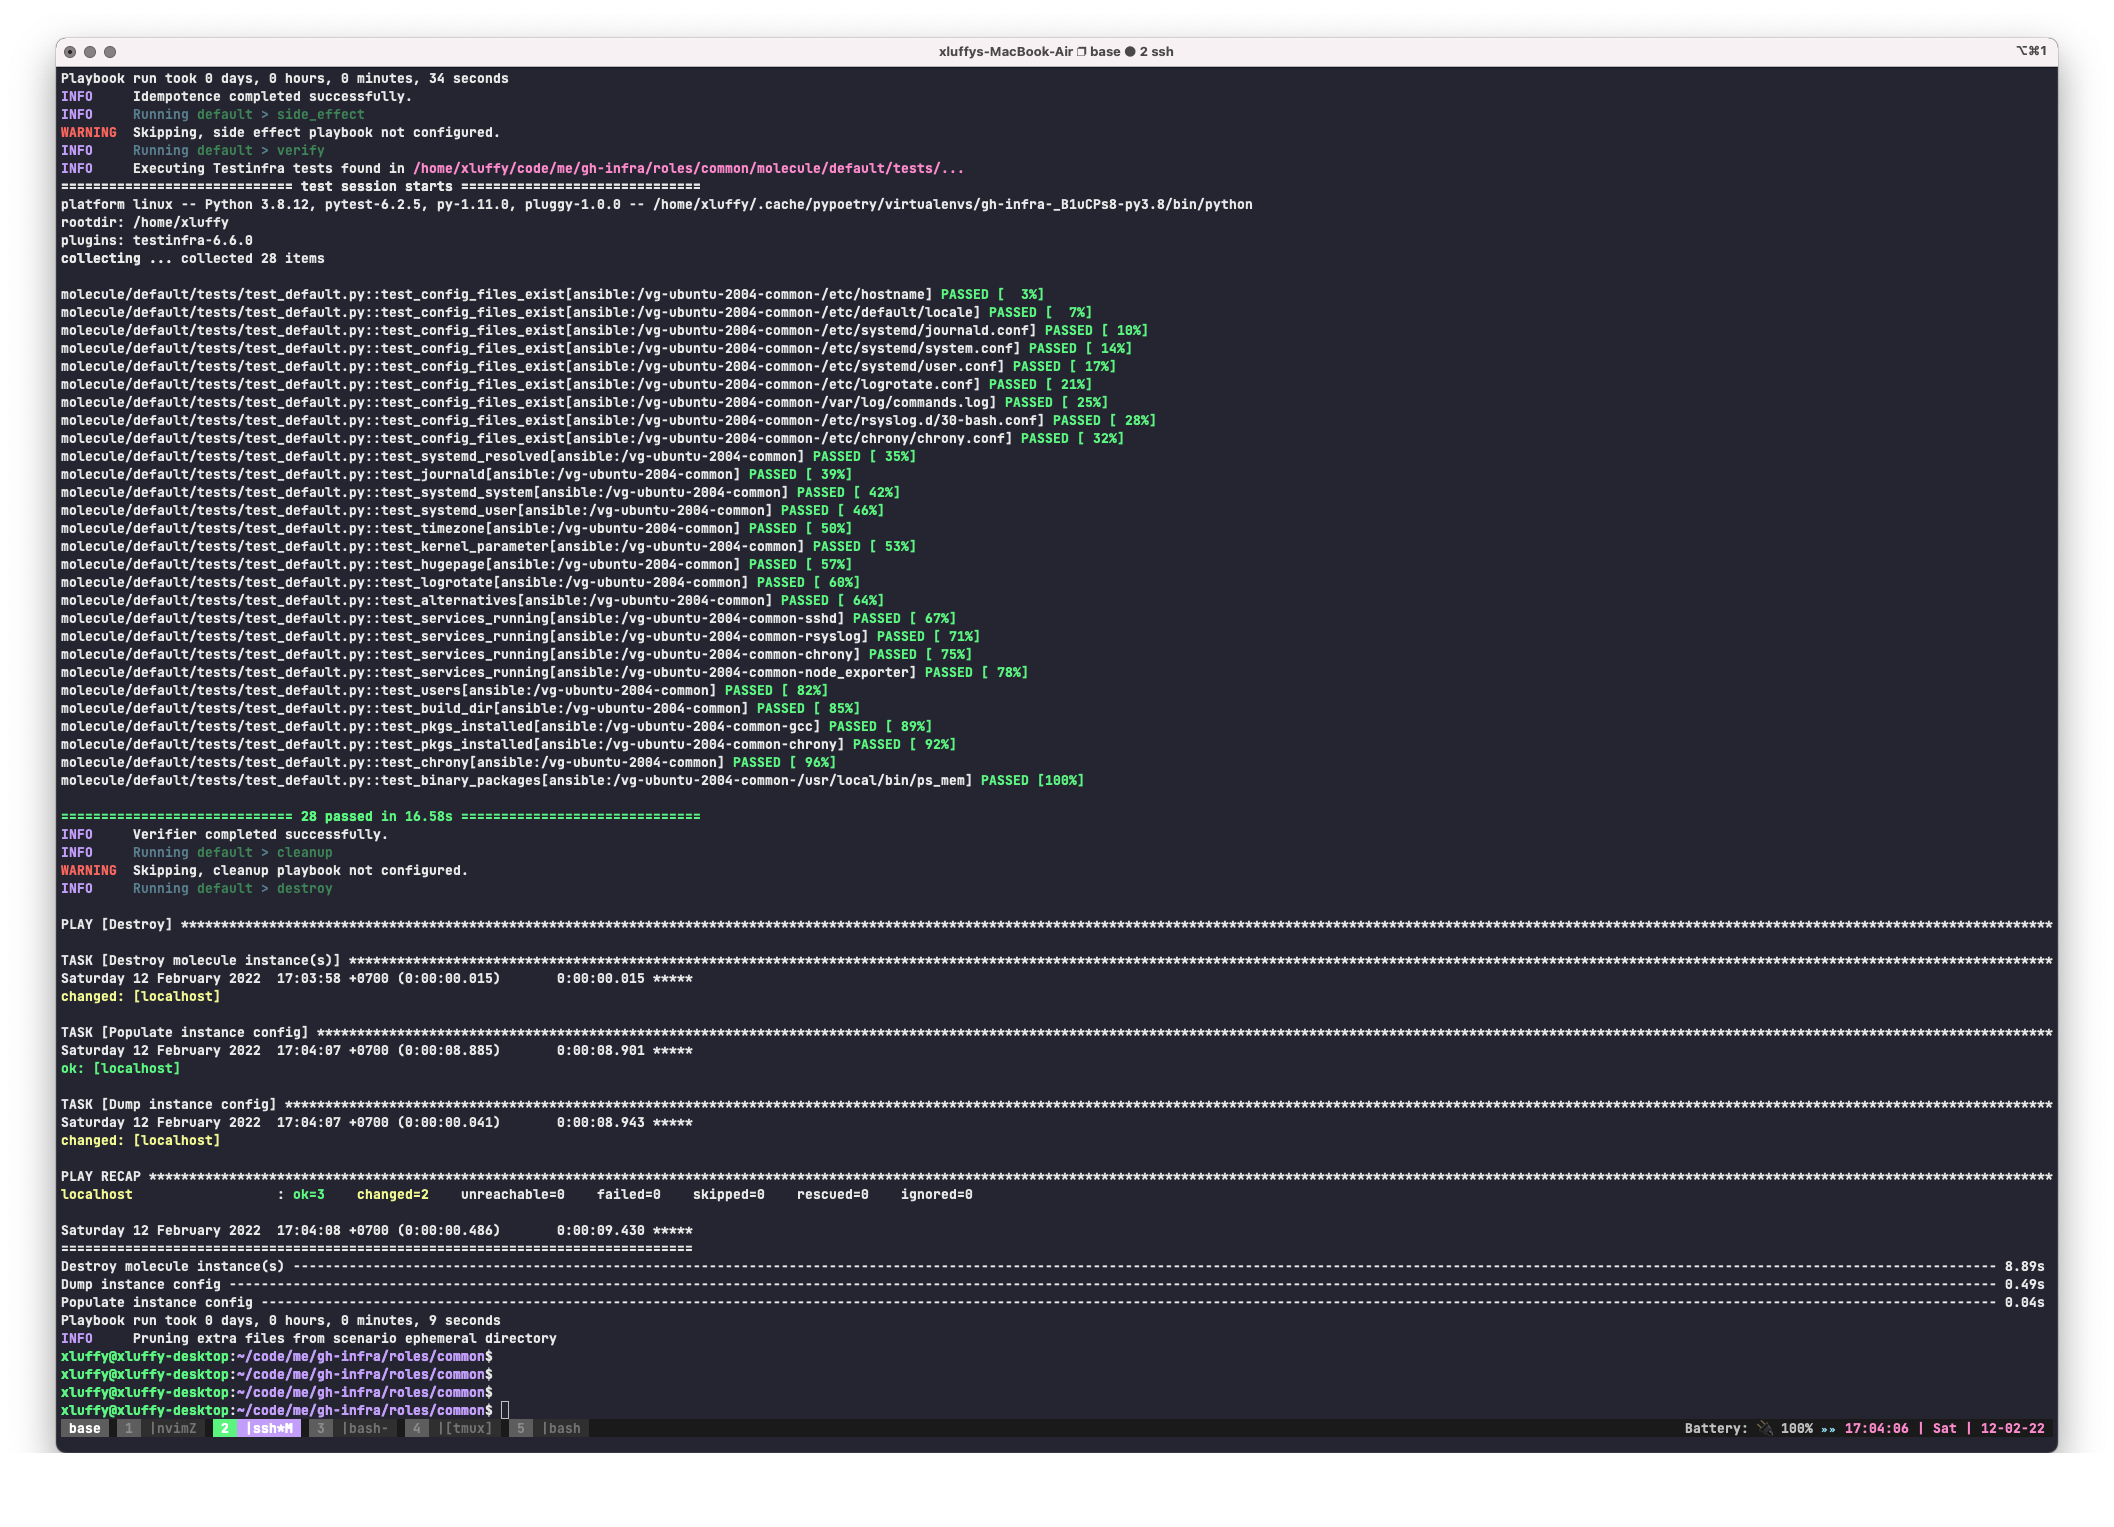 xluffys-MacBook-Air ❐ base ● 2 ssh
⌥⌘1
Playbook run took 0 days, 0 hours, 0 minutes, 34 seconds
INFO     Idempotence completed successfully.
INFO     Running default > side_effect
WARNING  Skipping, side effect playbook not configured.
INFO     Running default > verify
INFO     Executing Testinfra tests found in /home/xluffy/code/me/gh-infra/roles/common/molecule/default/tests/...
============================= test session starts ==============================
platform linux -- Python 3.8.12, pytest-6.2.5, py-1.11.0, pluggy-1.0.0 -- /home/xluffy/.cache/pypoetry/virtualenvs/gh-infra-_B1uCPs8-py3.8/bin/python
rootdir: /home/xluffy
plugins: testinfra-6.6.0
collecting ... collected 28 items
molecule/default/tests/test_default.py::test_config_files_exist[ansible:/vg-ubuntu-2004-common-/etc/hostname] PASSED [  3%]
molecule/default/tests/test_default.py::test_config_files_exist[ansible:/vg-ubuntu-2004-common-/etc/default/locale] PASSED [  7%]
molecule/default/tests/test_default.py::test_config_files_exist[ansible:/vg-ubuntu-2004-common-/etc/systemd/journald.conf] PASSED [ 10%]
molecule/default/tests/test_default.py::test_config_files_exist[ansible:/vg-ubuntu-2004-common-/etc/systemd/system.conf] PASSED [ 14%]
molecule/default/tests/test_default.py::test_config_files_exist[ansible:/vg-ubuntu-2004-common-/etc/systemd/user.conf] PASSED [ 17%]
molecule/default/tests/test_default.py::test_config_files_exist[ansible:/vg-ubuntu-2004-common-/etc/logrotate.conf] PASSED [ 21%]
molecule/default/tests/test_default.py::test_config_files_exist[ansible:/vg-ubuntu-2004-common-/var/log/commands.log] PASSED [ 25%]
molecule/default/tests/test_default.py::test_config_files_exist[ansible:/vg-ubuntu-2004-common-/etc/rsyslog.d/30-bash.conf] PASSED [ 28%]
molecule/default/tests/test_default.py::test_config_files_exist[ansible:/vg-ubuntu-2004-common-/etc/chrony/chrony.conf] PASSED [ 32%]
molecule/default/tests/test_default.py::test_systemd_resolved[ansible:/vg-ubuntu-2004-common] PASSED [ 35%]
molecule/default/tests/test_default.py::test_journald[ansible:/vg-ubuntu-2004-common] PASSED [ 39%]
molecule/default/tests/test_default.py::test_systemd_system[ansible:/vg-ubuntu-2004-common] PASSED [ 42%]
molecule/default/tests/test_default.py::test_systemd_user[ansible:/vg-ubuntu-2004-common] PASSED [ 46%]
molecule/default/tests/test_default.py::test_timezone[ansible:/vg-ubuntu-2004-common] PASSED [ 50%]
molecule/default/tests/test_default.py::test_kernel_parameter[ansible:/vg-ubuntu-2004-common] PASSED [ 53%]
molecule/default/tests/test_default.py::test_hugepage[ansible:/vg-ubuntu-2004-common] PASSED [ 57%]
molecule/default/tests/test_default.py::test_logrotate[ansible:/vg-ubuntu-2004-common] PASSED [ 60%]
molecule/default/tests/test_default.py::test_alternatives[ansible:/vg-ubuntu-2004-common] PASSED [ 64%]
molecule/default/tests/test_default.py::test_services_running[ansible:/vg-ubuntu-2004-common-sshd] PASSED [ 67%]
molecule/default/tests/test_default.py::test_services_running[ansible:/vg-ubuntu-2004-common-rsyslog] PASSED [ 71%]
molecule/default/tests/test_default.py::test_services_running[ansible:/vg-ubuntu-2004-common-chrony] PASSED [ 75%]
molecule/default/tests/test_default.py::test_services_running[ansible:/vg-ubuntu-2004-common-node_exporter] PASSED [ 78%]
molecule/default/tests/test_default.py::test_users[ansible:/vg-ubuntu-2004-common] PASSED [ 82%]
molecule/default/tests/test_default.py::test_build_dir[ansible:/vg-ubuntu-2004-common] PASSED [ 85%]
molecule/default/tests/test_default.py::test_pkgs_installed[ansible:/vg-ubuntu-2004-common-gcc] PASSED [ 89%]
molecule/default/tests/test_default.py::test_pkgs_installed[ansible:/vg-ubuntu-2004-common-chrony] PASSED [ 92%]
molecule/default/tests/test_default.py::test_chrony[ansible:/vg-ubuntu-2004-common] PASSED [ 96%]
molecule/default/tests/test_default.py::test_binary_packages[ansible:/vg-ubuntu-2004-common-/usr/local/bin/ps_mem] PASSED [100%]
============================= 28 passed in 16.58s ==============================
INFO     Verifier completed successfully.
INFO     Running default > cleanup
WARNING  Skipping, cleanup playbook not configured.
INFO     Running default > destroy
PLAY [Destroy] *****
TASK [Destroy molecule instance(s)] *****
Saturday 12 February 2022  17:03:58 +0700 (0:00:00.015)       0:00:00.015 *****
changed: [localhost]
TASK [Populate instance config] *****
Saturday 12 February 2022  17:04:07 +0700 (0:00:08.885)       0:00:08.901 *****
ok: [localhost]
TASK [Dump instance config] *****
Saturday 12 February 2022  17:04:07 +0700 (0:00:00.041)       0:00:08.943 *****
changed: [localhost]
PLAY RECAP *****
localhost                  : ok=3    changed=2    unreachable=0    failed=0    skipped=0    rescued=0    ignored=0
Saturday 12 February 2022  17:04:08 +0700 (0:00:00.486)       0:00:09.430 *****
===============================================================================
Destroy molecule instance(s) ----- 8.89s
Dump instance config ----- 0.49s
Populate instance config ----- 0.04s
Playbook run took 0 days, 0 hours, 0 minutes, 9 seconds
INFO     Pruning extra files from scenario ephemeral directory
xluffy@xluffy-desktop:~/code/me/gh-infra/roles/common$
xluffy@xluffy-desktop:~/code/me/gh-infra/roles/common$
xluffy@xluffy-desktop:~/code/me/gh-infra/roles/common$
xluffy@xluffy-desktop:~/code/me/gh-infra/roles/common$
base 1 |nvimZ 2 |ssh*M 3 |bash- 4 |[tmux] 5 |bash Battery: 🔌 100% »» 17:04:06 | Sat | 12-02-22